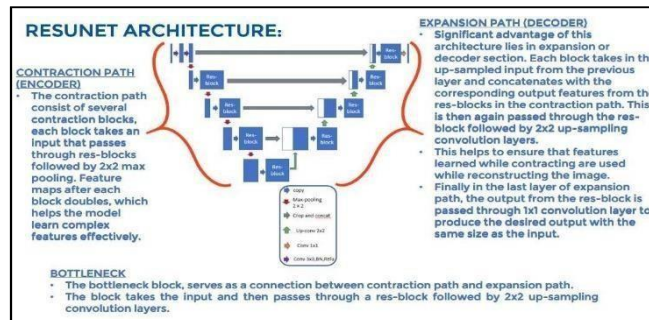 RESUNET ARCHITECTURE:
CONTRACTION PATH
(ENCODER)
• The contraction path
consist of several
contraction blocks,
each block takes an
input that passes
through res-blocks
followed by 2x2 max
pooling. Feature
maps after each
block doubles, which
helps the model
learn complex
features effectively.
Res-
block
Res-
block
Res-
block
Res-
block
Res-
block
Res-
block
Res-
block
Res-
block
copy
Max pooling
2 × 2
Crop and concat
Up-conv 2x2
Conv 1x1
EXPANSION PATH (DECODER)
• Significant advantage of this
architecture lies in expansion or
decoder section. Each block takes in the
up-sampled input from the previous
layer and concatenates with the
corresponding output features from the
res-blocks in the contraction path. This
is then again passed through the res-
block followed by 2x2 up-sampling
convolution layers.
• This helps to ensure that features
learned while contracting are used
while reconstructing the image.
• Finally in the last layer of expansion
path, the output from the res-block is
passed through 1x1 convolution layer to
produce the desired output with the
same size as the input.
BOTTLENECK
• The bottleneck block, serves as a connection between contraction path and expansion path.
• The block takes the input and then passes through a res-block followed by 2x2 up-sampling
convolution layers.